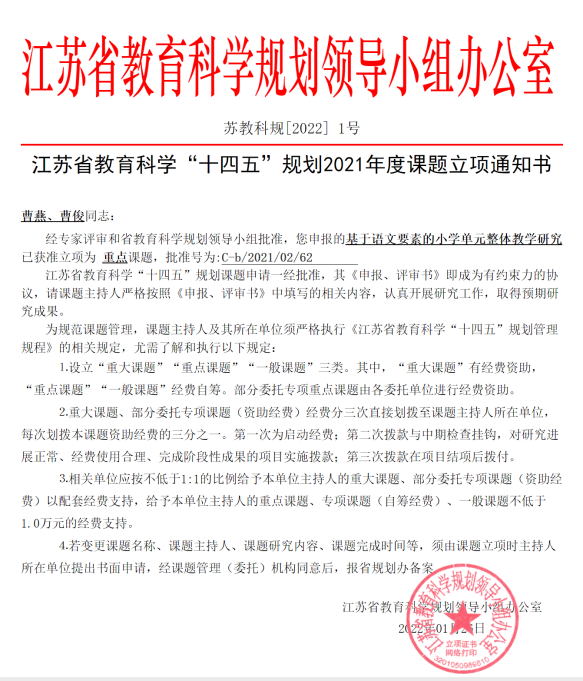 江苏省教育科学规划领导小组办公室
苏教科规[2022] 1号
江苏省教育科学“十四五”规划2021年度课题立项通知书
曹燕、曹俊同志：
经专家评审和省教育科学规划领导小组批准，您申报的基于语文要素的小学单元整体教学研究
已获准立项为 重点课题，批准号为:C-b/2021/02/62
江苏省教育科学“十四五”规划课题申请一经批准，其《申报、评审书》即成为有约束力的协
议，请课题主持人严格按照《申报、评审书》中填写的相关内容，认真开展研究工作，取得预期研
究成果。
为规范课题管理，课题主持人及其所在单位须严格执行《江苏省教育科学“十四五”规划管理
规程》的相关规定，尤需了解和执行以下规定：
1.设立“重大课题”“重点课题”“一般课题”三类。其中，“重大课题”有经费资助，
“重点课题”“一般课题”经费自筹。部分委托专项重点课题由各委托单位进行经费资助。
2.重大课题、部分委托专项课题（资助经费）经费分三次直接划拨至课题主持人所在单位，
每次划拨本课题资助经费的三分之一。第一次为启动经费；第二次拨款与中期检查挂钩，对研究进
展正常、经费使用合理、完成阶段性成果的项目实施拨款；第三次拨款在项目结项后拨付。
3.相关单位应按不低于1:1的比例给予本单位主持人的重大课题、部分委托专项课题（资助经
费）以配套经费支持，给予本单位主持人的重点课题、专项课题（自筹经费）、一般课题不低于
1.0万元的经费支持。
4.若变更课题名称、课题主持人、课题研究内容、课题完成时间等，须由课题立项时主持人
所在单位提出书面申请，经课题管理（委托）机构同意后，报省规划办备案
江苏省教育科学规划领导小组办公室
2022年01月25日
江苏省教育科学规划领导小组办公室
立项证书
网络打印